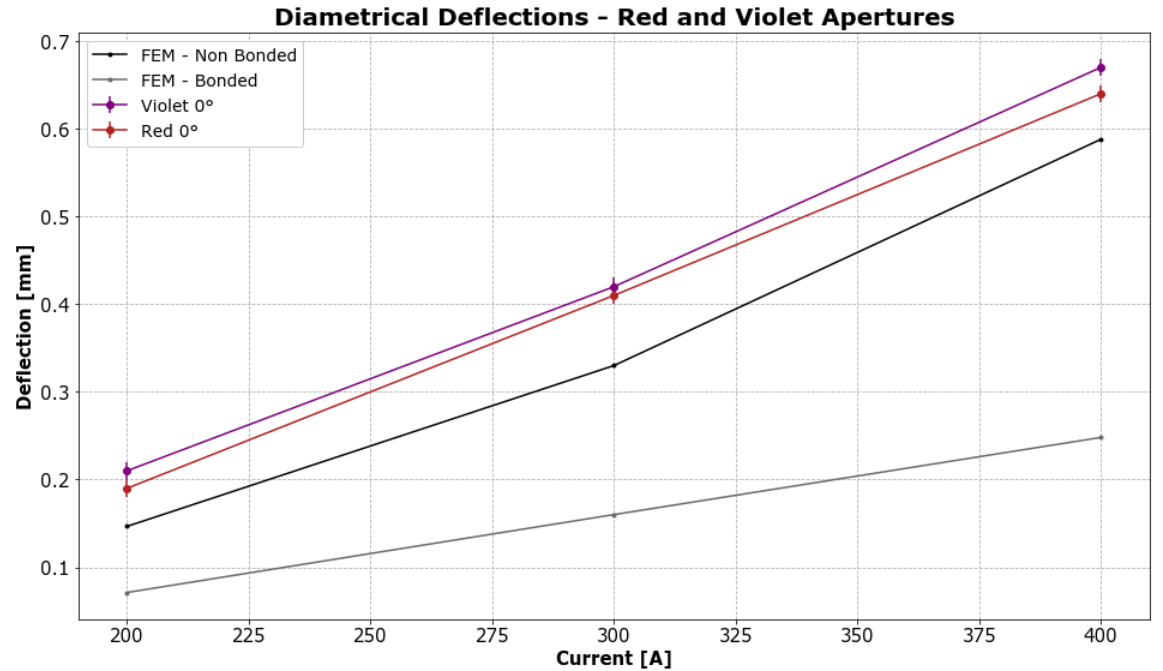 Diametrical Deflections – Red and Violet Apertures
FEM - Non Bonded
FEM - Bonded
Violet 0°
Red 0°
Deflection [mm]
0.7
0.6
0.5
0.4
0.3
0.2
0.1
200 225 250 275 300 325 350 375 400
Current [A]